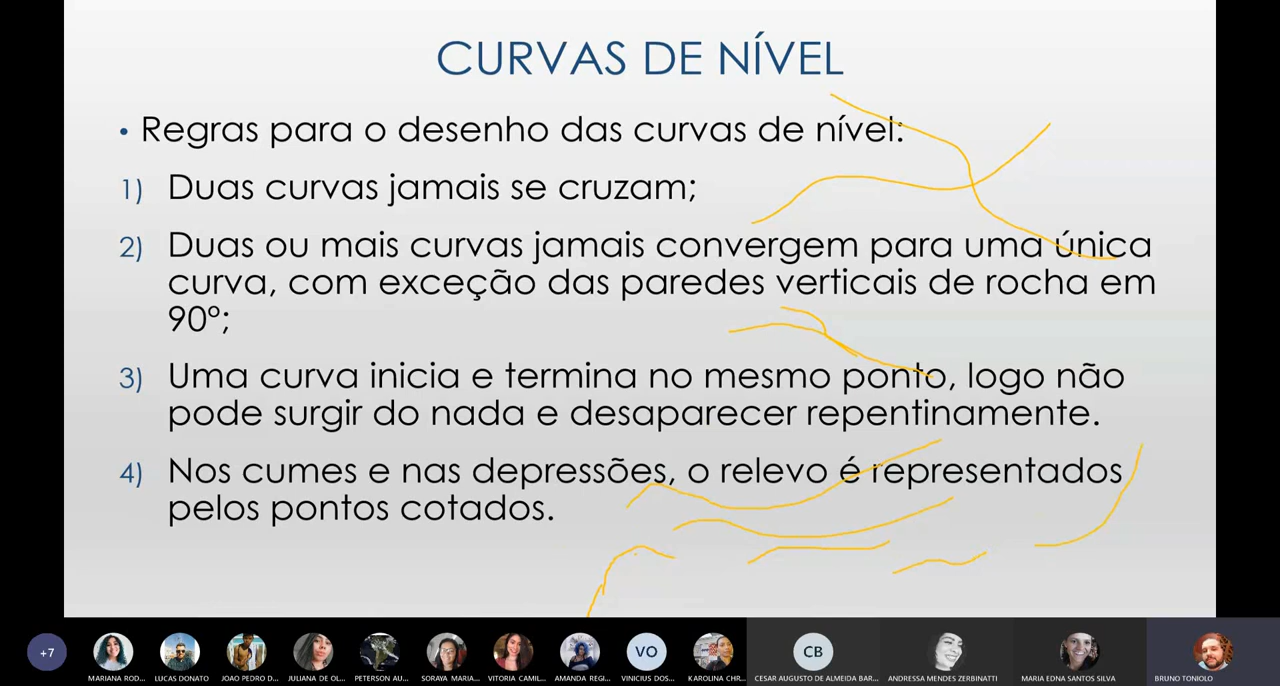 CURVAS DE NÍVEL
• Regras para o desenho das curvas de nível:
1) Duas curvas jamais se cruzam;
2) Duas ou mais curvas jamais convergem para uma única
curva, com exceção das paredes verticais de rocha em
90º;
3) Uma curva inicia e termina no mesmo ponto, logo não
pode surgir do nada e desaparecer repentinamente.
4) Nos cumes e nas depressões, o relevo é representados
pelos pontos cotados.
+7
VO
CB
MARIANA ROD...
LUCAS DONATO
JOAO PEDRO D...
JULIANA DE OL...
PETERSON AU...
SORAYA MARIA...
VITORIA CAMIL...
AMANDA REGI...
VINICIUS DOS...
KAROLINA CHR...
CESAR AUGUSTO DE ALMEIDA BAR...
ANDRESSA MENDES ZERBINATTI
MARIA EDNA SANTOS SILVA
BRUNO TONIOLO